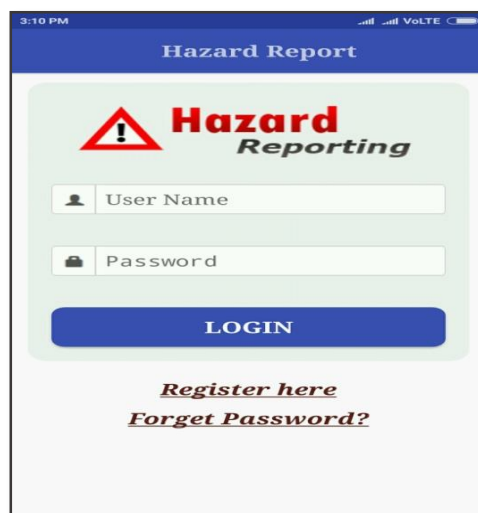 3:10 PM VoLTE
Hazard Report
!
Hazard
Reporting
User Name
Password
LOGIN
Register here
Forget Password?